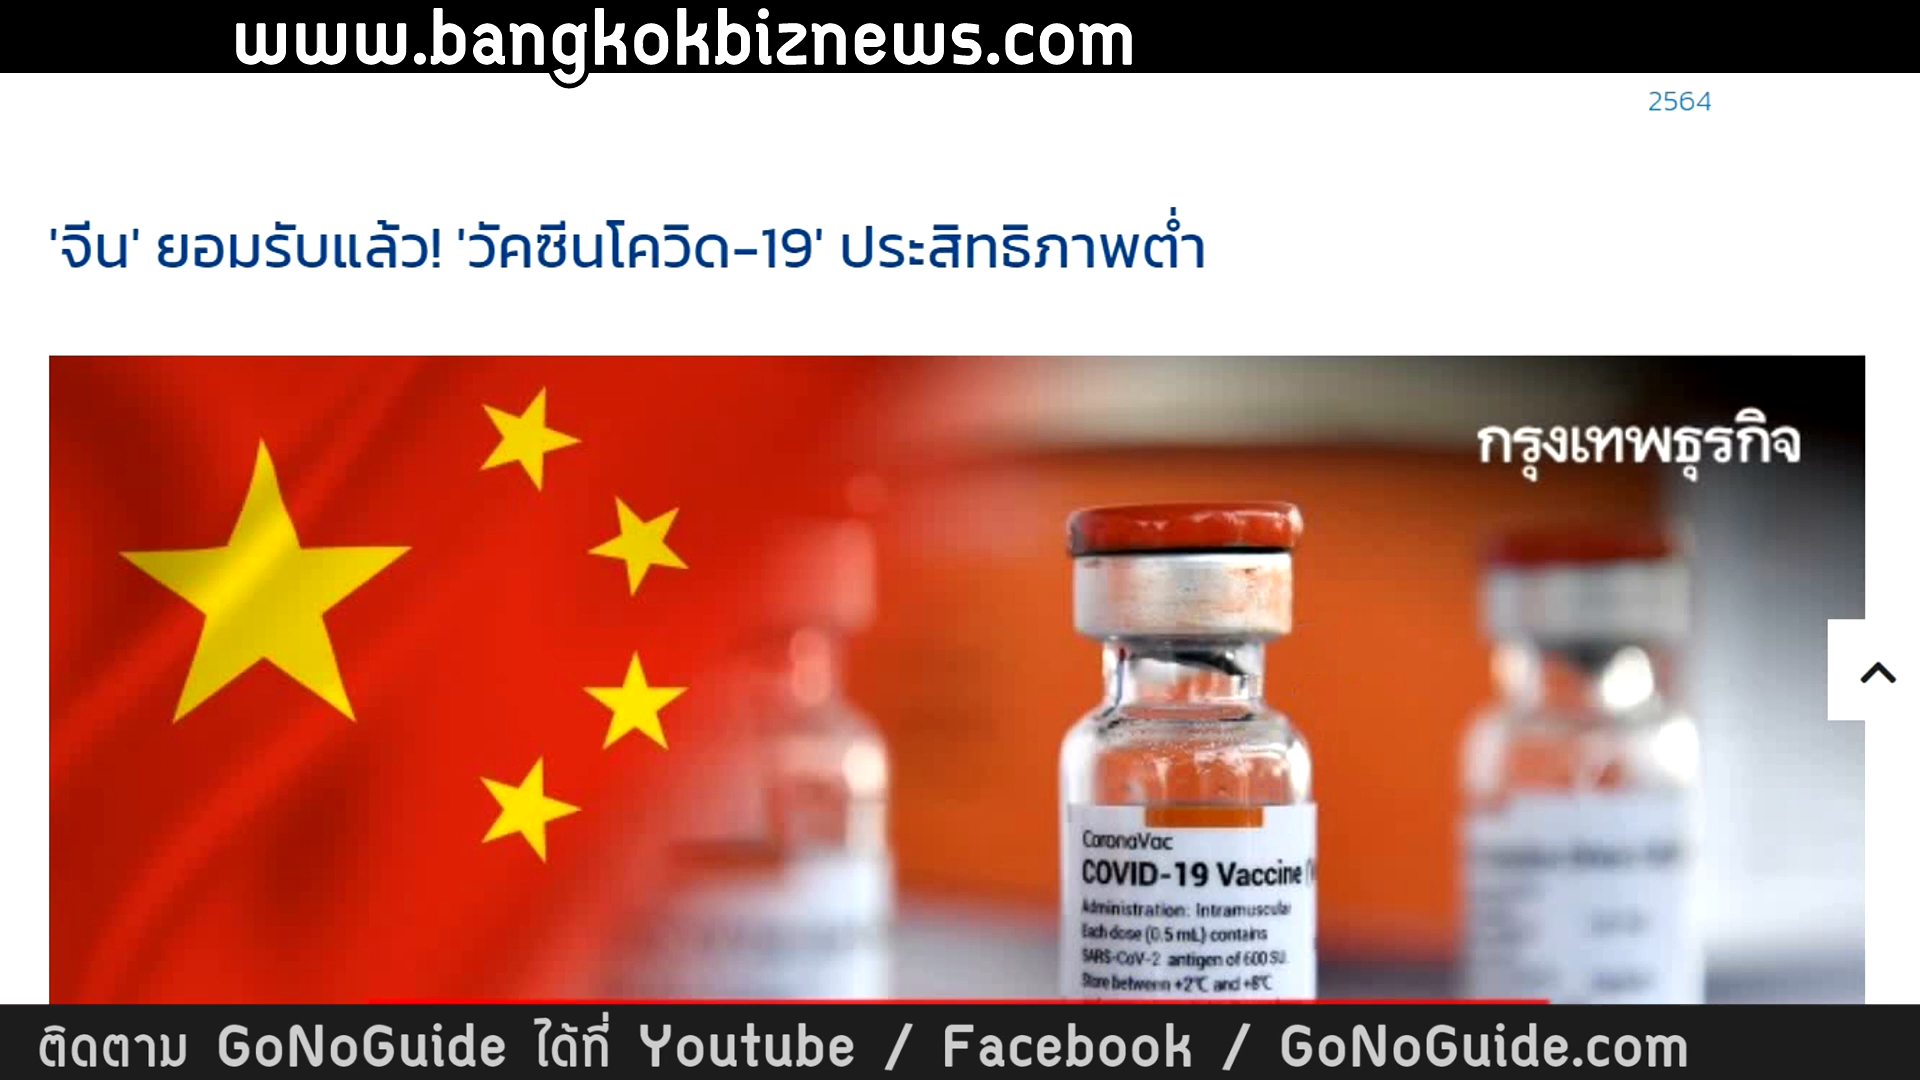 www.bangkokbiznews.com
2564
'จีน' ยอมรับแล้ว! 'วัคซีนโควิด-19' ประสิทธิภาพต่ำ
กรุงเทพธุรกิจ
CoronaVac
COVID-19 Vaccine
Administration: Intramuscular
Each dose (0.5 mL) contains
SARS-CoV-2 antigen of 600 SU
Store between +2°C and +8°C
ติดตาม GoNoGuide ได้ที่ Youtube / Facebook / GoNoGuide.com